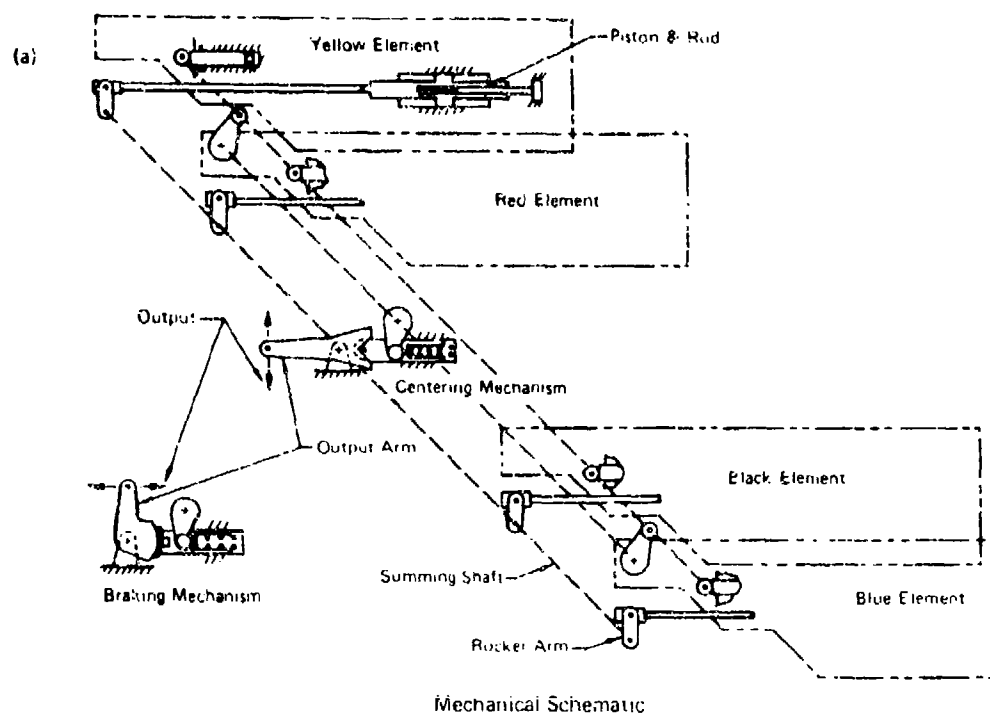 (a)
Yellow Element
Piston & Rod
Red Element
Output
Centering Mechanism
Output Arm
Black Element
Braking Mechanism
Summing Shaft
Blue Element
Rocker Arm
Mechanical Schematic